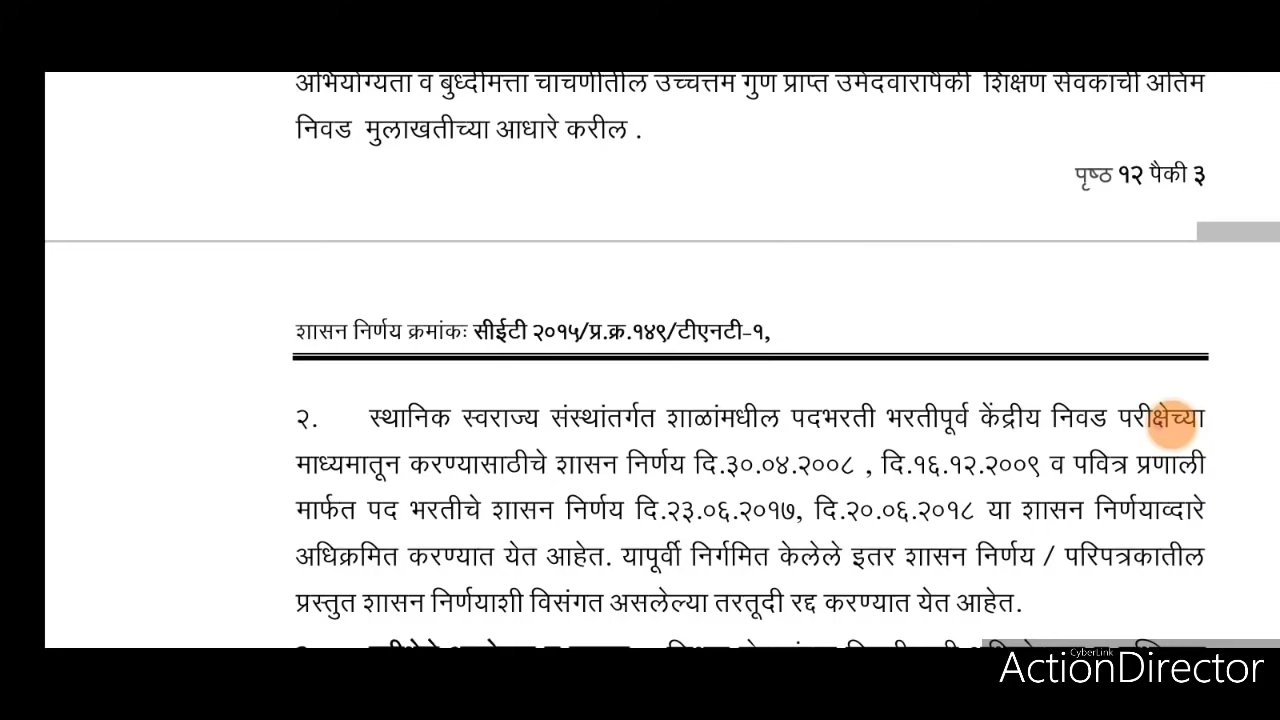 अभियोग्यता व बुध्दीमत्ता चाचणीतील उच्चत्तम गुण प्राप्त उमेदवारापैकी शिक्षण सेवकाची अंतिम
निवड मुलाखतीच्या आधारे करील .
पृष्ठ १२ पैकी ३
शासन निर्णय क्रमांकः सीईटी २०१५/प्र.क्र.१४९/टीएनटी-१,
२. स्थानिक स्वराज्य संस्थांतर्गत शाळांमधील पदभरती भरतीपूर्व केंद्रीय निवड परीक्षेच्या
माध्यमातून करण्यासाठीचे शासन निर्णय दि.३०.०४.२००८ , दि.१६.१२.२००९ व पवित्र प्रणाली
मार्फत पद भरतीचे शासन निर्णय दि.२३.०६.२०१७, दि.२०.०६.२०१८ या शासन निर्णयाव्दारे
अधिक्रमित करण्यात येत आहेत. यापूर्वी निर्गमित केलेले इतर शासन निर्णय / परिपत्रकातील
प्रस्तुत शासन निर्णयाशी विसंगत असलेल्या तरतूदी रद्द करण्यात येत आहेत.
CyberLink
ActionDirector